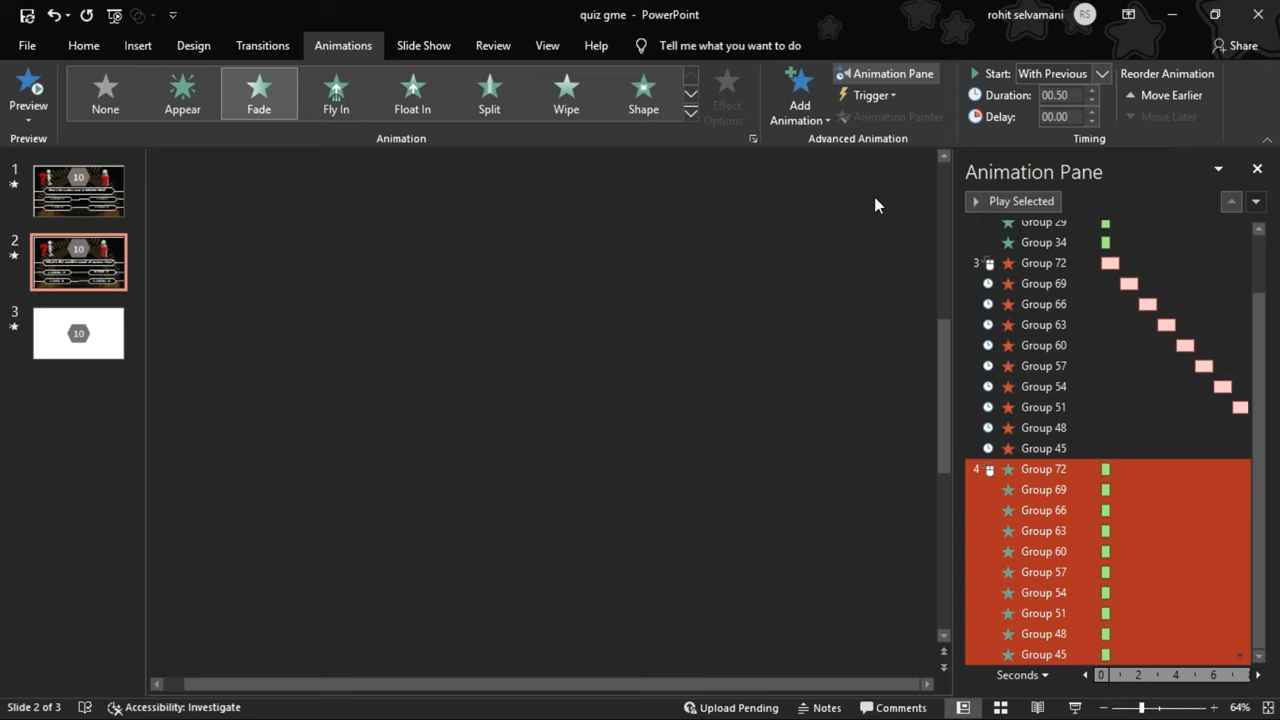 quiz gme - PowerPoint
rohit selvamani RS
File Home Insert Design Transitions Animations Slide Show Review View Help Tell me what you want to do Share
Preview
None Appear Fade Fly In Float In Split Wipe Shape
Effect Options
Add Animation
Animation Pane
Trigger
Animation Painter
Start: With Previous
Duration: 00.50
Delay: 00.00
Reorder Animation
Move Earlier
Move Later
Preview Animation Advanced Animation Timing
1
10
2
10
3
10
Animation Pane
Play Selected
Group 29
Group 34
3 Group 72
Group 69
Group 66
Group 63
Group 60
Group 57
Group 54
Group 51
Group 48
Group 45
4 Group 72
Group 69
Group 66
Group 63
Group 60
Group 57
Group 54
Group 51
Group 48
Group 45
Seconds 0 2 4 6
Slide 2 of 3 Accessibility: Investigate Upload Pending Notes Comments 64%